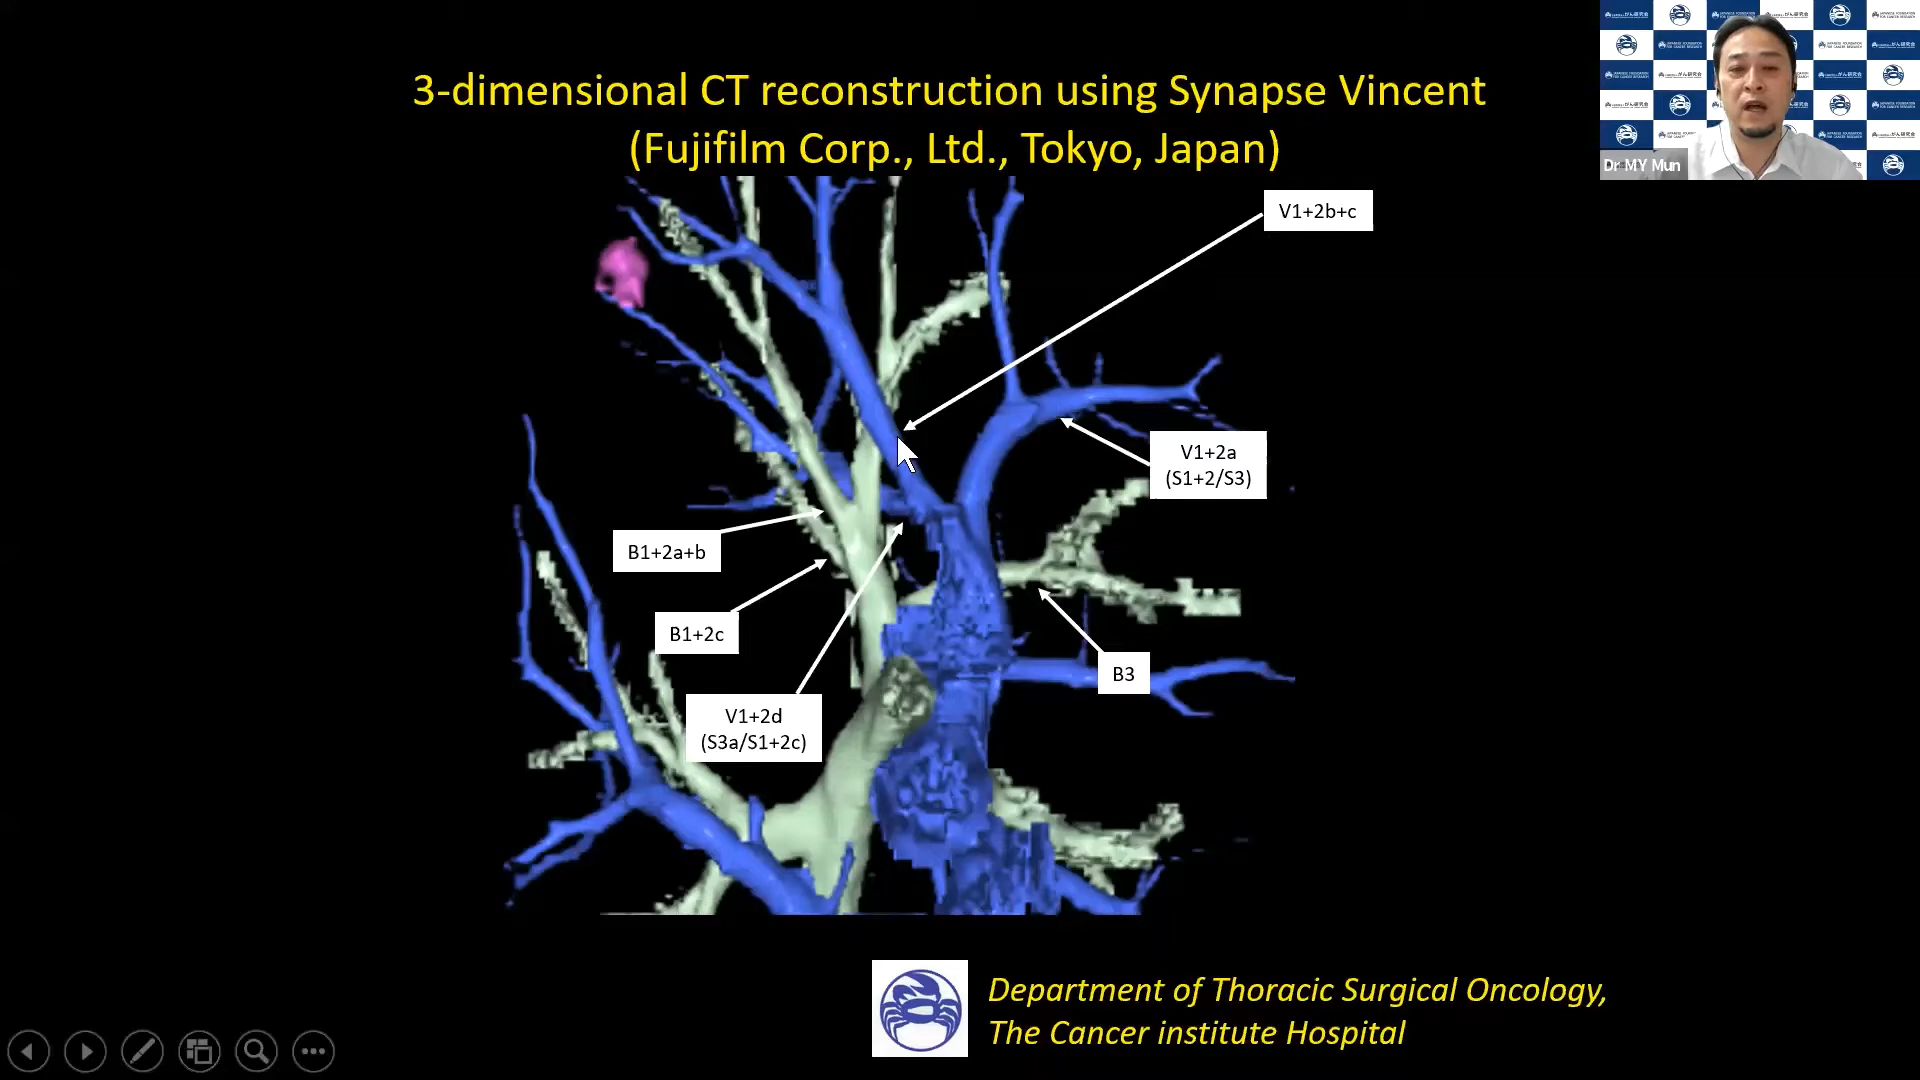 3-dimensional CT reconstruction using Synapse Vincent
(Fujifilm Corp., Ltd., Tokyo, Japan)
Dr MY Mun
V1+2b+c
V1+2a
(S1+2/S3)
B1+2a+b
B1+2c
B3
V1+2d
(S3a/S1+2c)
Department of Thoracic Surgical Oncology,
The Cancer institute Hospital